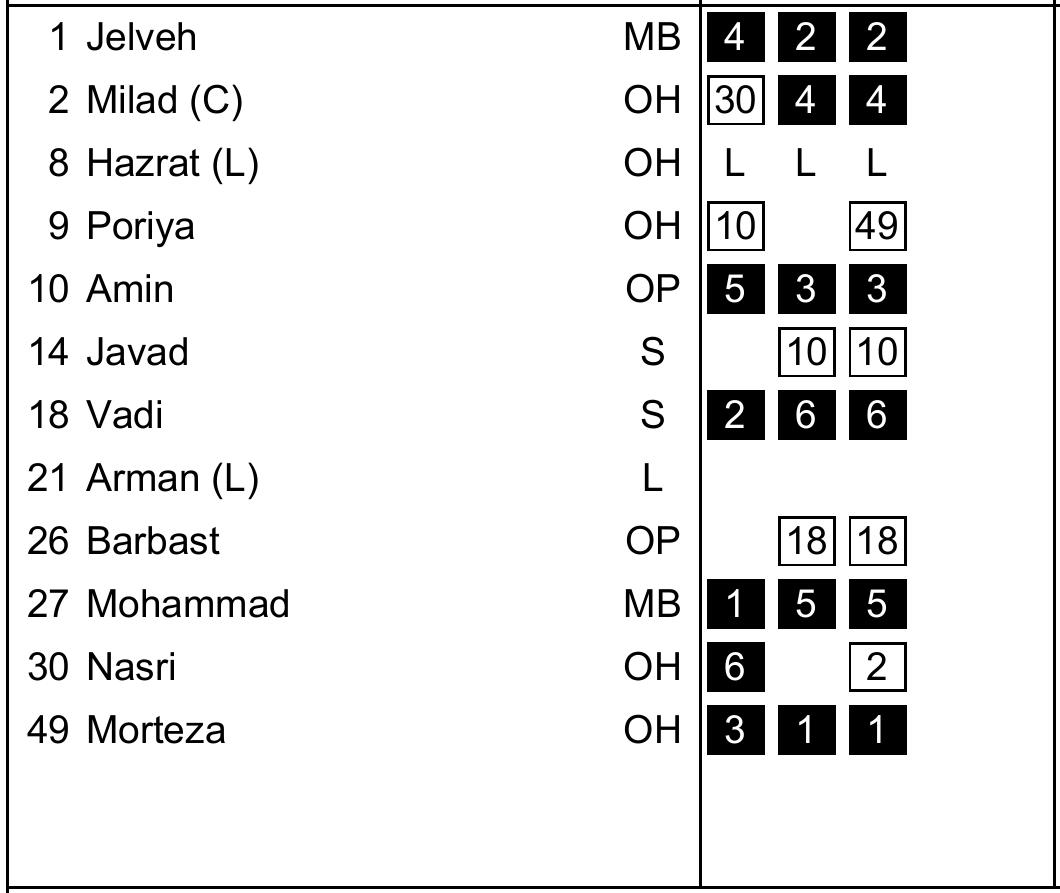 1 Jelveh MB 4 2 2
2 Milad (C) OH 30 4 4
8 Hazrat (L) OH L L L
9 Poriya OH 10 49
10 Amin OP 5 3 3
14 Javad S 10 10
18 Vadi S 2 6 6
21 Arman (L) L
26 Barbast OP 18 18
27 Mohammad MB 1 5 5
30 Nasri OH 6 2
49 Morteza OH 3 1 1